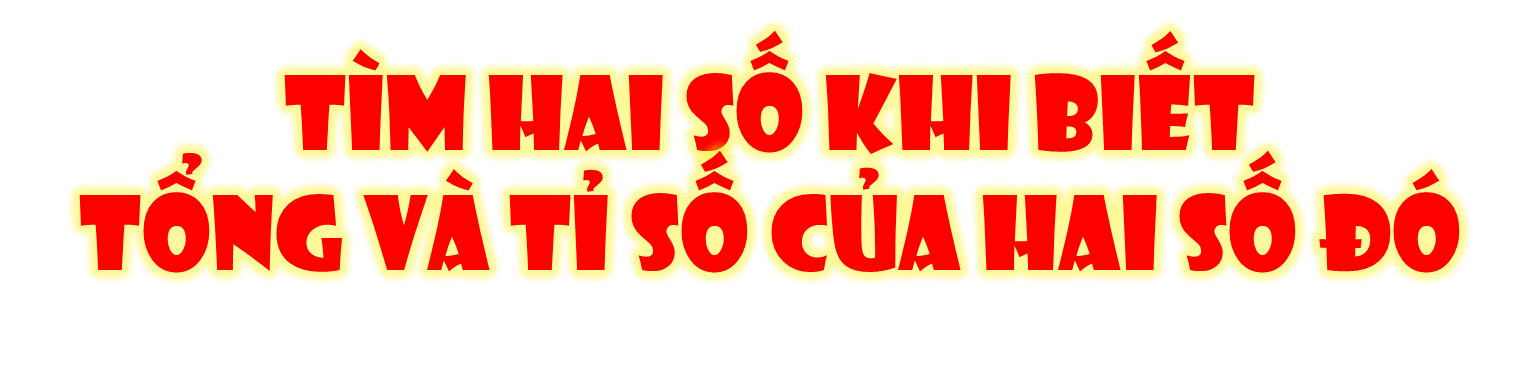 TÌM HAI SỐ KHI BIẾT
TỔNG VÀ TỈ SỐ CỦA HAI SỐ ĐÓ